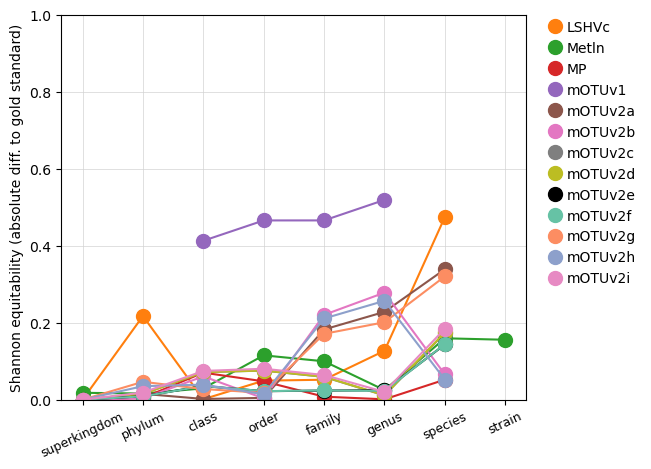 1.0
0.8
0.6
0.4
0.2
0.0
Shannon equitability (absolute diff. to gold standard)
superkingdom
phylum
class
order
family
genus
species
strain
LSHVc
Metln
MP
mOTUv1
mOTUv2a
mOTUv2b
mOTUv2c
mOTUv2d
mOTUv2e
mOTUv2f
mOTUv2g
mOTUv2h
mOTUv2i